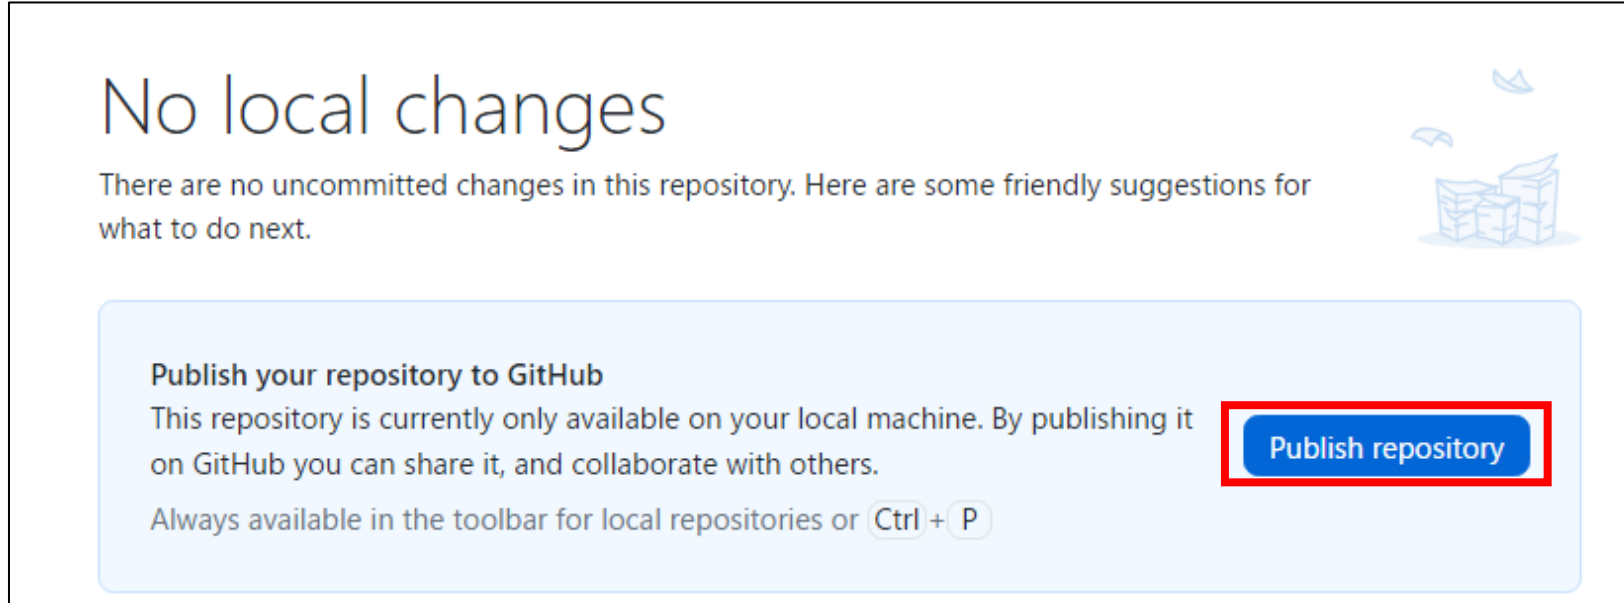 No local changes
There are no uncommitted changes in this repository. Here are some friendly suggestions for
what to do next.
Publish your repository to GitHub
This repository is currently only available on your local machine. By publishing it
on GitHub you can share it, and collaborate with others.
Publish repository
Always available in the toolbar for local repositories or Ctrl + P